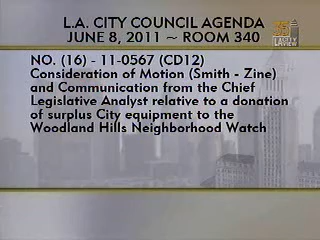 L.A. CITY COUNCIL AGENDA
JUNE 8, 2011 ~ ROOM 340
NO. (16) - 11-0567 (CD12)
Consideration of Motion (Smith - Zine)
and Communication from the Chief
Legislative Analyst relative to a donation
of surplus City equipment to the
Woodland Hills Neighborhood Watch
35